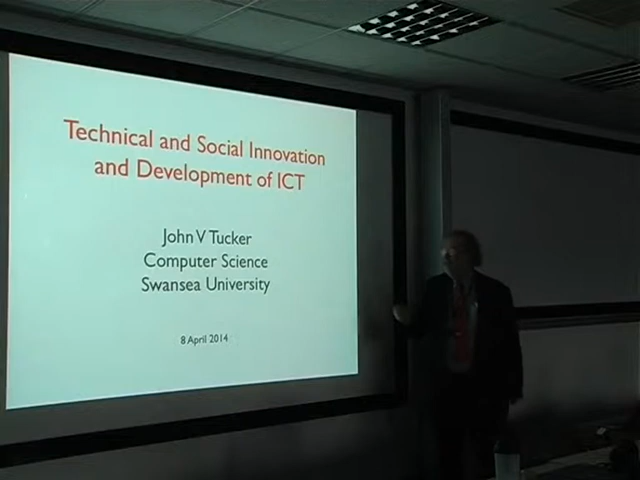 Technical and Social Innovation
and Development of ICT
John V Tucker
Computer Science
Swansea University
8 April 2014